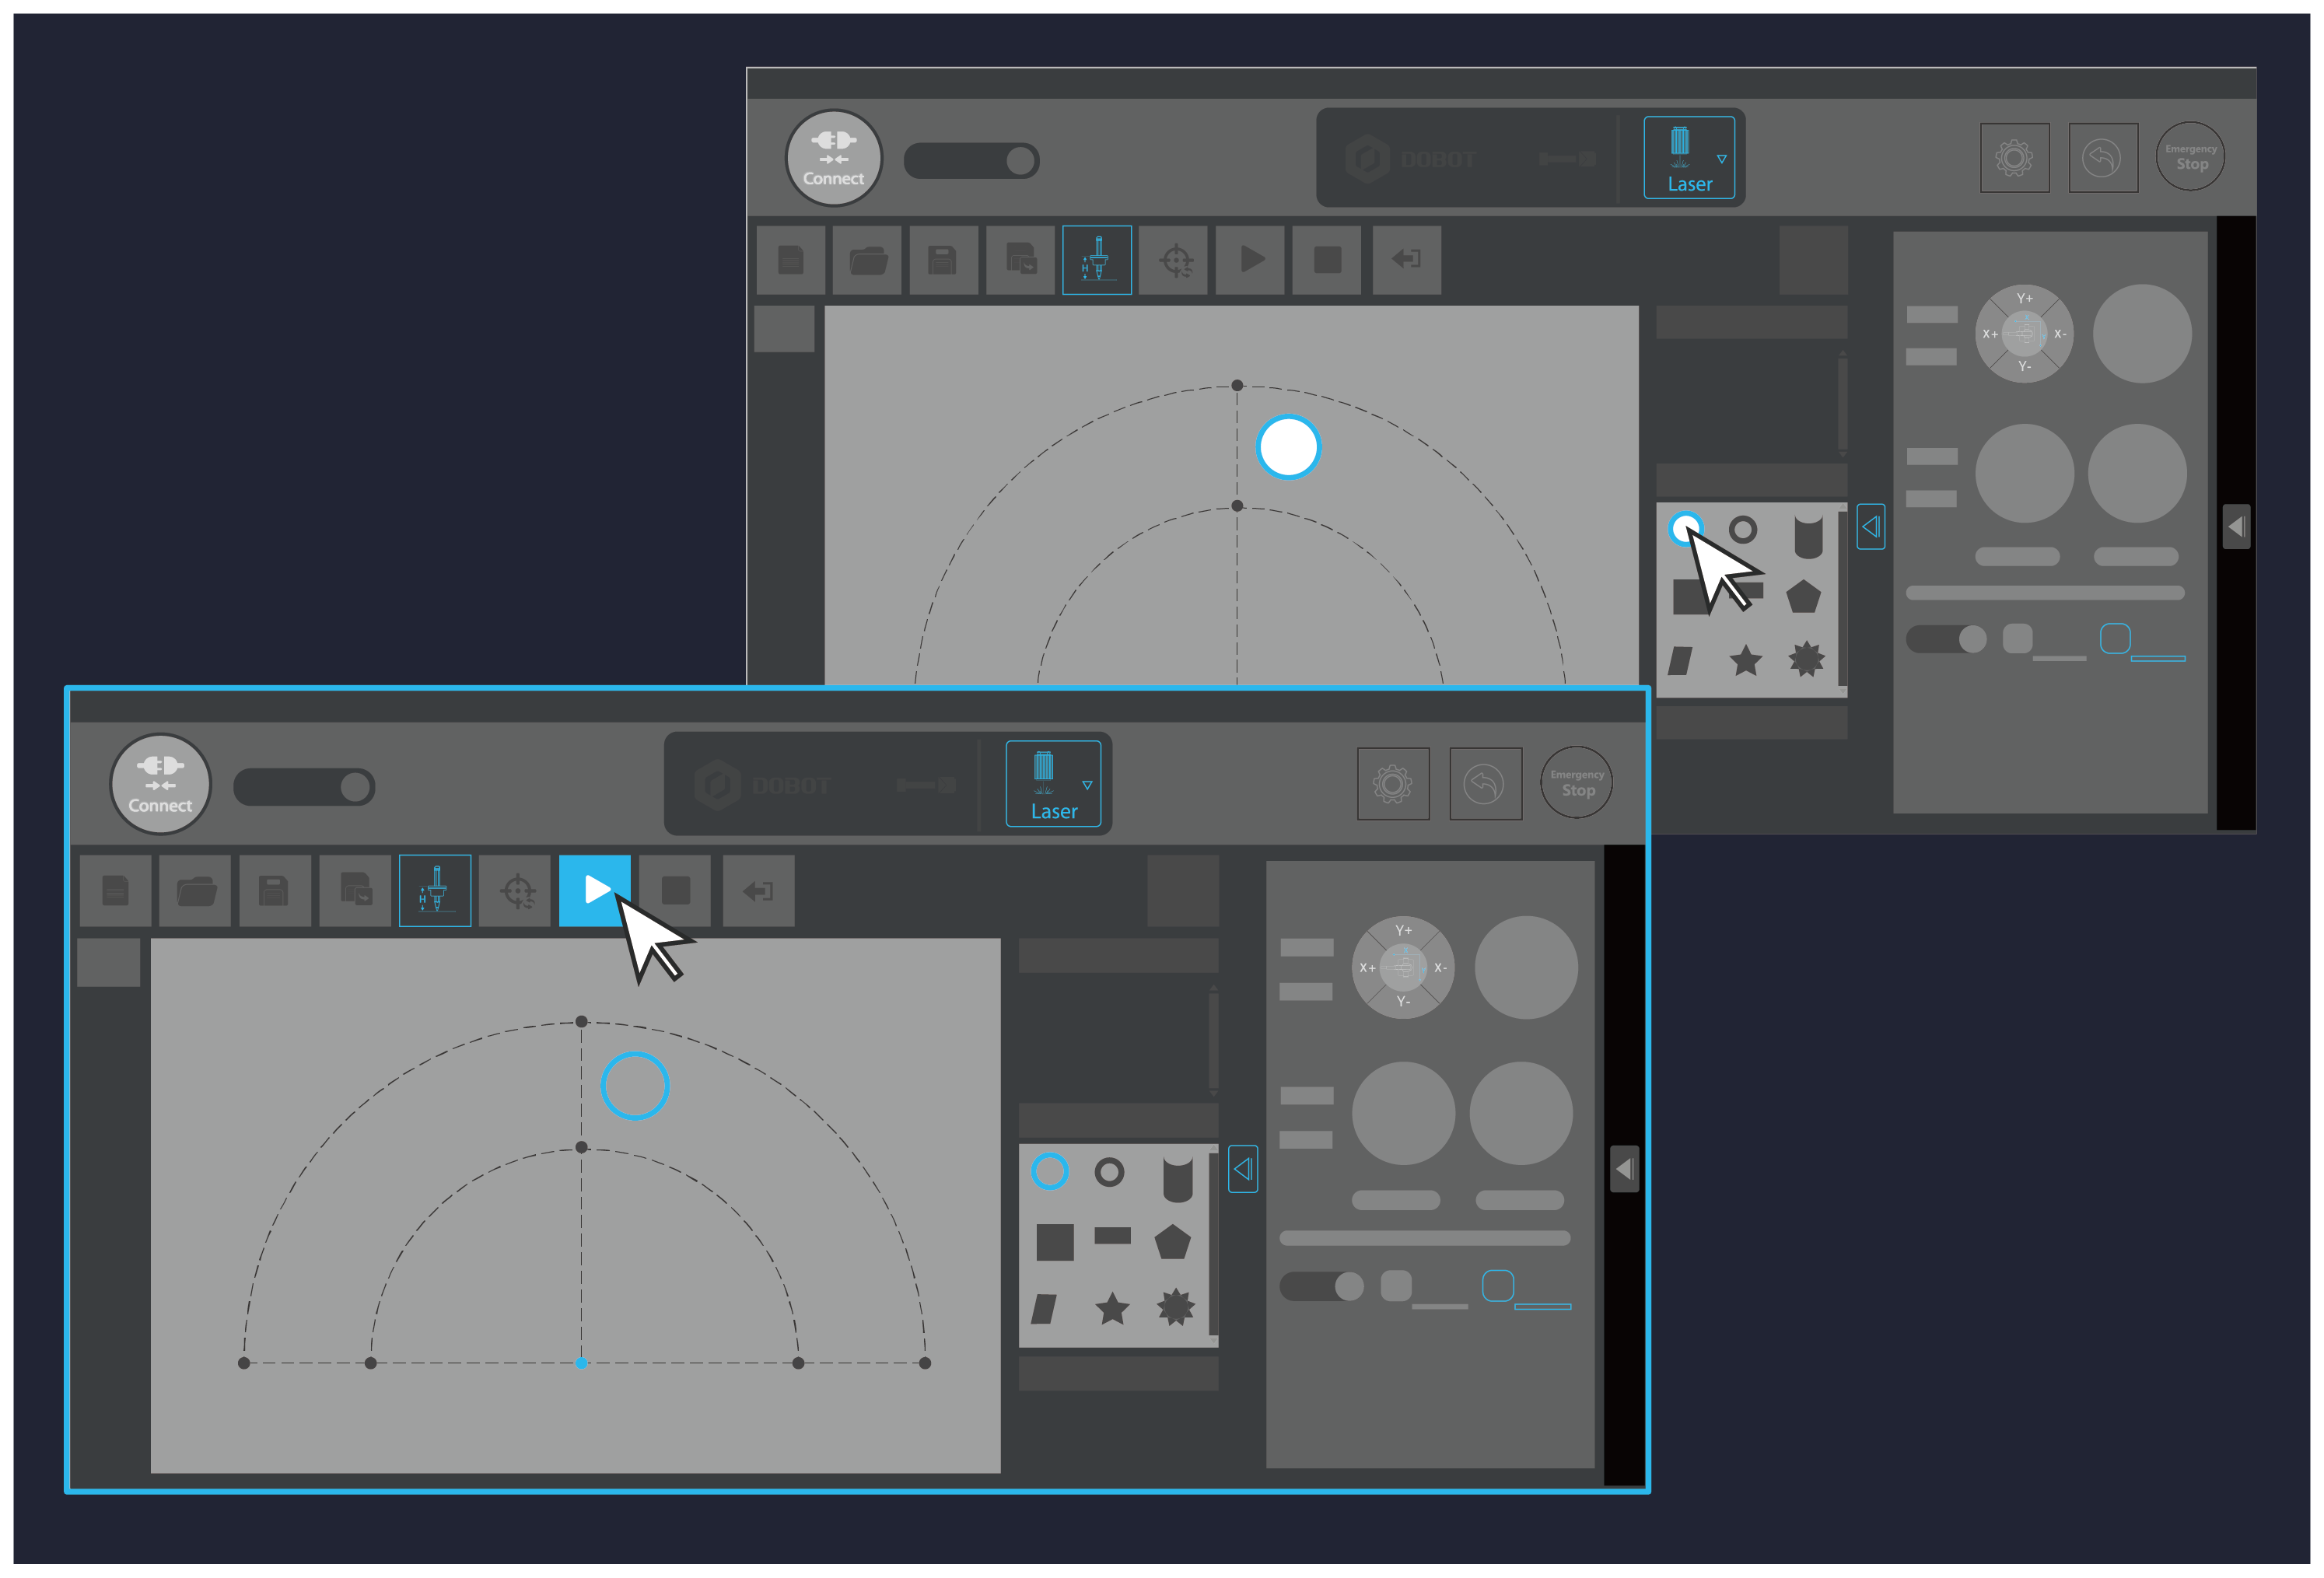 Connect
DOBOT
Laser
Emergency
Stop
H
Y+
X+
X-
Y-
Connect
DOBOT
Laser
Emergency
Stop
H
Y+
X+
X-
Y-